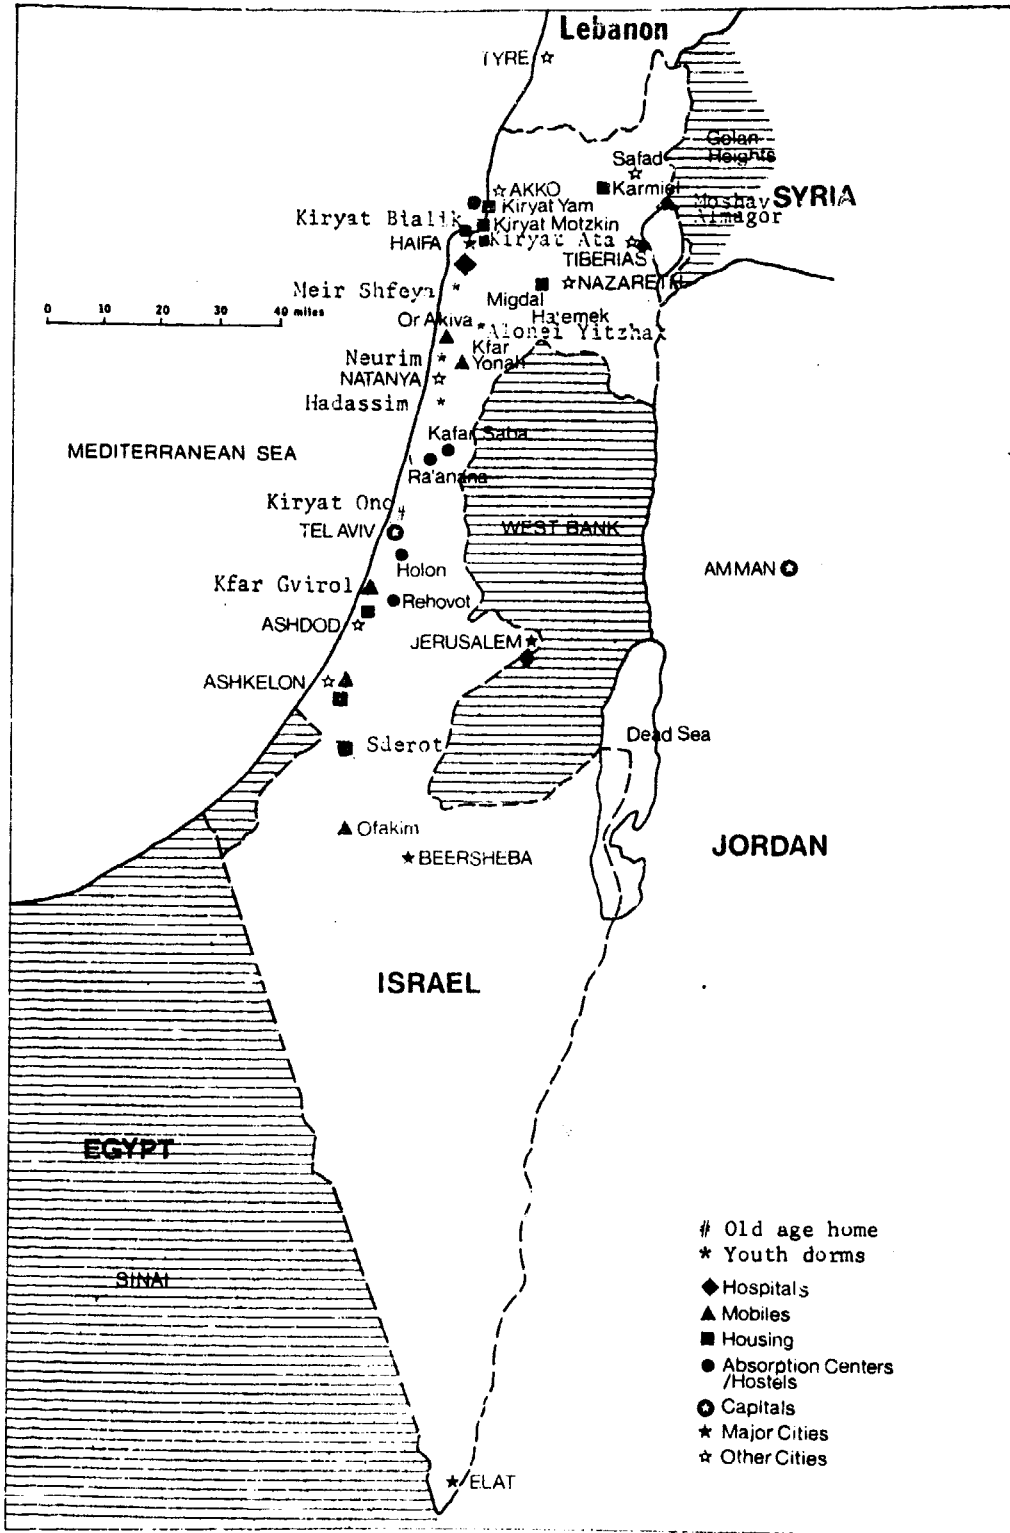 Lebanon
TYRE
Golan
Heights
Safad
SYRIA
AKKO
Karmiel
Moshav
Almagor
Kiryat Yam
Kiryat Bialik
Kiryat Motzkin
HAIFA
Kiryat Ata
TIBERIAS
NAZARETH
Meir Shfeya
Migdal
Ha'emek
0 10 20 30 40 miles
Or Akiva
Alonei Yitzhak
Kfar
Yonah
Neurim
NATANYA
Hadassim
Kafar Saba
MEDITERRANEAN SEA
Ra'anana
Kiryat Ono
#
TEL AVIV
WEST BANK
Holon
AMMAN
Kfar Gvirol
Rehovot
ASHDOD
JERUSALEM
ASHKELON
Dead Sea
Sderot
Ofakim
JORDAN
BEERSHEBA
ISRAEL
EGYPT
SINAI
# Old age home
* Youth dorms
Hospitals
Mobiles
Housing
Absorption Centers
/Hostels
Capitals
Major Cities
Other Cities
ELAT